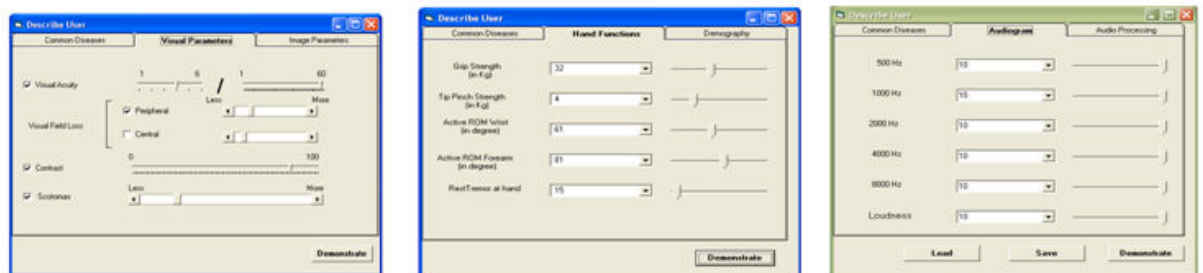 Describe User
Common Diseases Visual Parameters Image Parameters
1 6 / 1 60
Visual Acuity
Less More
Visual Field Loss
Peripheral
Central
0 100
Contrast
Less More
Scotomas
Demonstrate
Describe User
Common Diseases Hand Functions Demography
Grip Strength
(in Kg) 32
Tip Pinch Strength
(in Kg) 4
Active ROM Wrist
(in degree) 61
Active ROM Forearm
(in degree) 81
RestTremor at hand 15
Demonstrate
Describe User
Common Diseases Audiogram Audio Processing
500 Hz 10
1000 Hz 10
2000 Hz 10
4000 Hz 10
8000 Hz 10
Loudness 10
Load Save Demonstrate